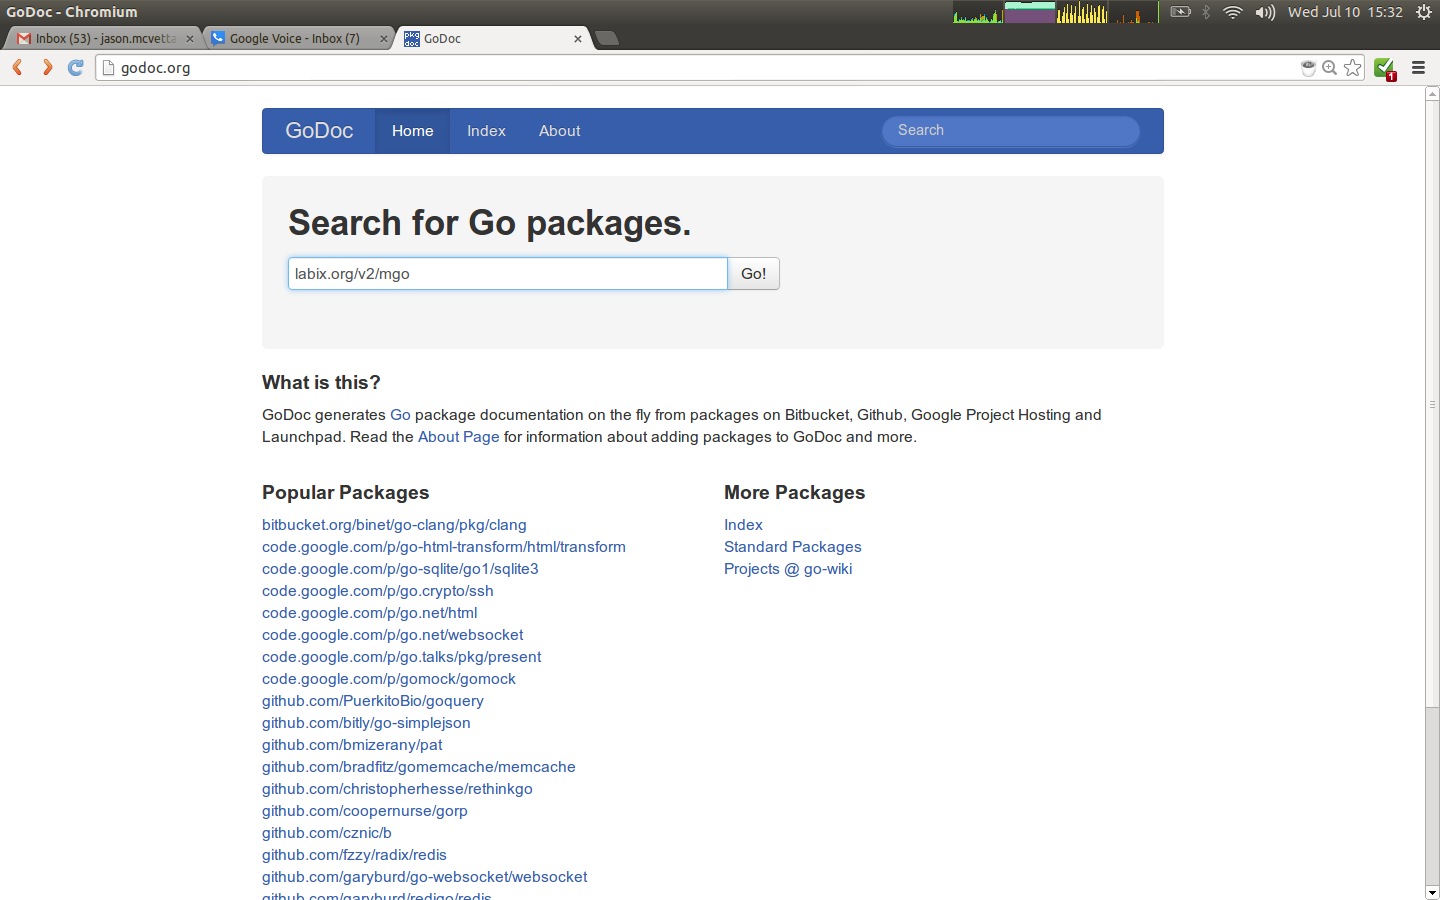 GoDoc - Chromium
Wed Jul 10 15:32
Inbox (53) - jason.mcvetta
Google Voice - Inbox (7)
pkg
doc
GoDoc
godoc.org
1
GoDoc
Home
Index
About
Search
Search for Go packages.
labix.org/v2/mgo
Go!
What is this?
GoDoc generates Go package documentation on the fly from packages on Bitbucket, Github, Google Project Hosting and
Launchpad. Read the About Page for information about adding packages to GoDoc and more.
Popular Packages
bitbucket.org/binet/go-clang/pkg/clang
code.google.com/p/go-html-transform/html/transform
code.google.com/p/go-sqlite/go1/sqlite3
code.google.com/p/go.crypto/ssh
code.google.com/p/go.net/html
code.google.com/p/go.net/websocket
code.google.com/p/go.talks/pkg/present
code.google.com/p/gomock/gomock
github.com/PuerkitoBio/goquery
github.com/bitly/go-simplejson
github.com/bmizerany/pat
github.com/bradfitz/gomemcache/memcache
github.com/christopherhesse/rethinkgo
github.com/coopernurse/gorp
github.com/cznic/b
github.com/fzzy/radix/redis
github.com/garyburd/go-websocket/websocket
github.com/garyburd/redigo/redis
More Packages
Index
Standard Packages
Projects @ go-wiki